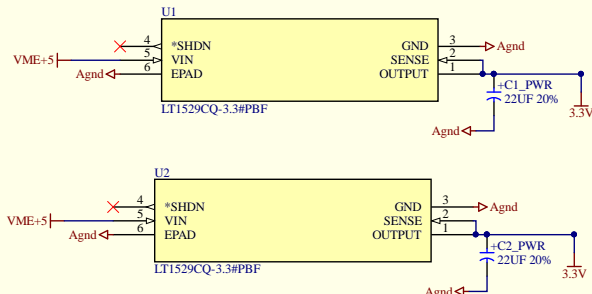 U1
4 *SHDN GND 3 Agnd
VME+5 5 VIN SENSE 2
Agnd 6 EPAD OUTPUT 1
+C1_PWR
22UF 20%
LT1529CQ-3.3#PBF
3.3V
Agnd
U2
4 *SHDN GND 3 Agnd
VME+5 5 VIN SENSE 2
Agnd 6 EPAD OUTPUT 1
+C2_PWR
22UF 20%
LT1529CQ-3.3#PBF
3.3V
Agnd